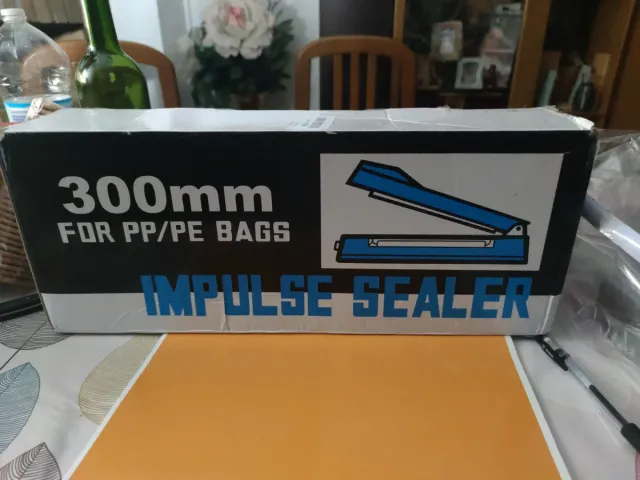 300mm
FOR PP/PE BAGS
IMPULSE SEALER